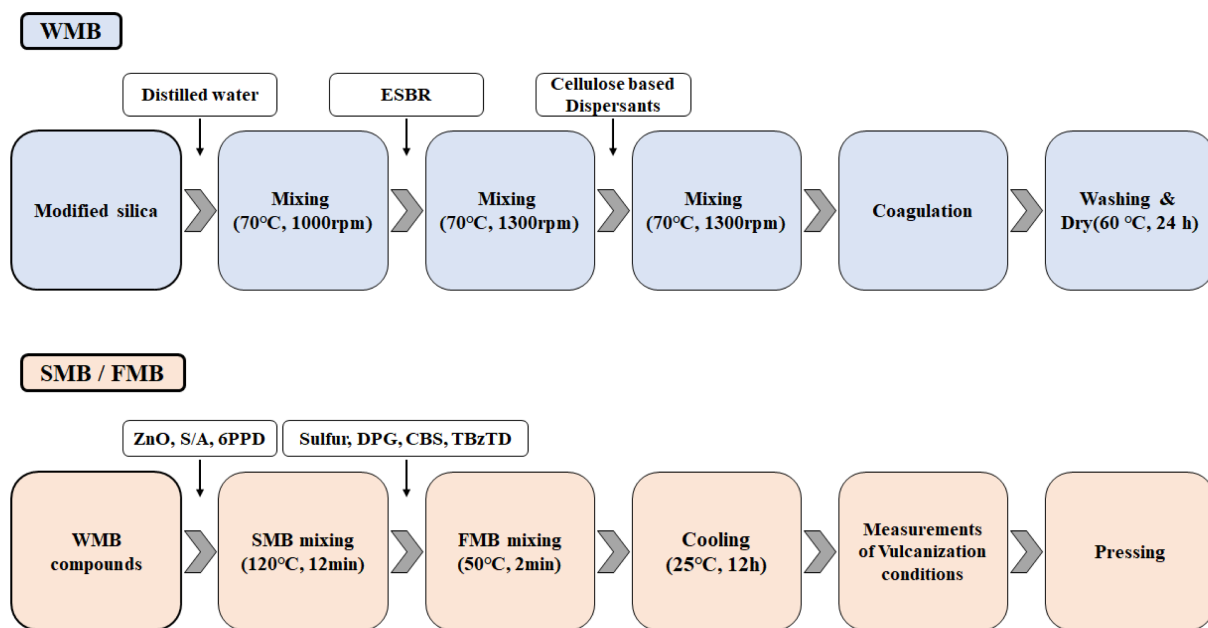 WMB
Distilled water
ESBR
Cellulose based
Dispersants
Modified silica
Mixing
(70℃, 1000rpm)
Mixing
(70℃, 1300rpm)
Mixing
(70℃, 1300rpm)
Coagulation
Washing &
Dry(60 ℃, 24 h)
SMB / FMB
ZnO, S/A, 6PPD
Sulfur, DPG, CBS, TBzTD
WMB
compounds
SMB mixing
(120℃, 12min)
FMB mixing
(50℃, 2min)
Cooling
(25℃, 12h)
Measurements
of Vulcanization
conditions
Pressing